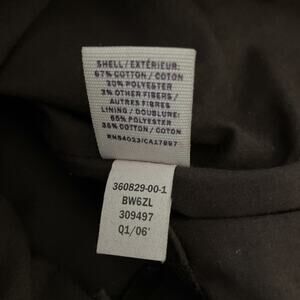 SHELL / EXTÉRIEUR:
67% COTTON / COTON
30% POLYESTER
3% OTHER FIBERS /
AUTRES FIBRES
LINING / DOUBLURE:
65% POLYESTER
35% COTTON / COTON
RN54023/CA17897
360829-00-1
BW6ZL
309497
Q1/06'